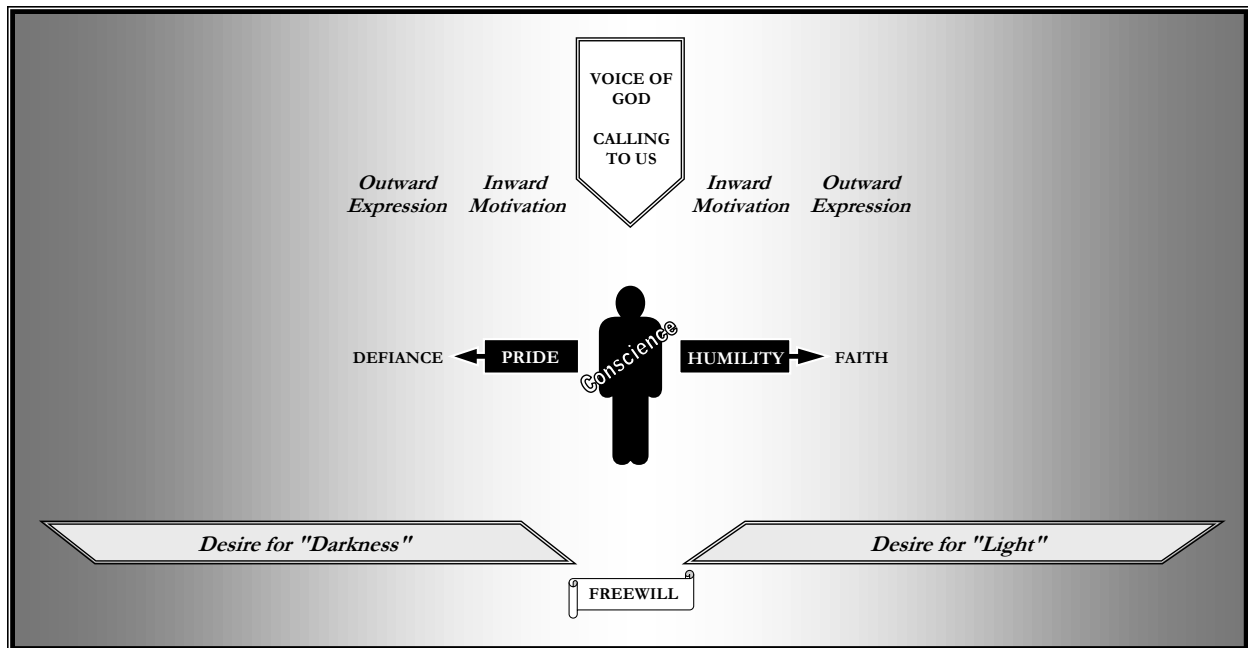 VOICE OF
GOD
CALLING
TO US
Outward
Expression
Inward
Motivation
Inward
Motivation
Outward
Expression
DEFIANCE
PRIDE
Conscience
HUMILITY
FAITH
Desire for "Darkness"
Desire for "Light"
FREEWILL